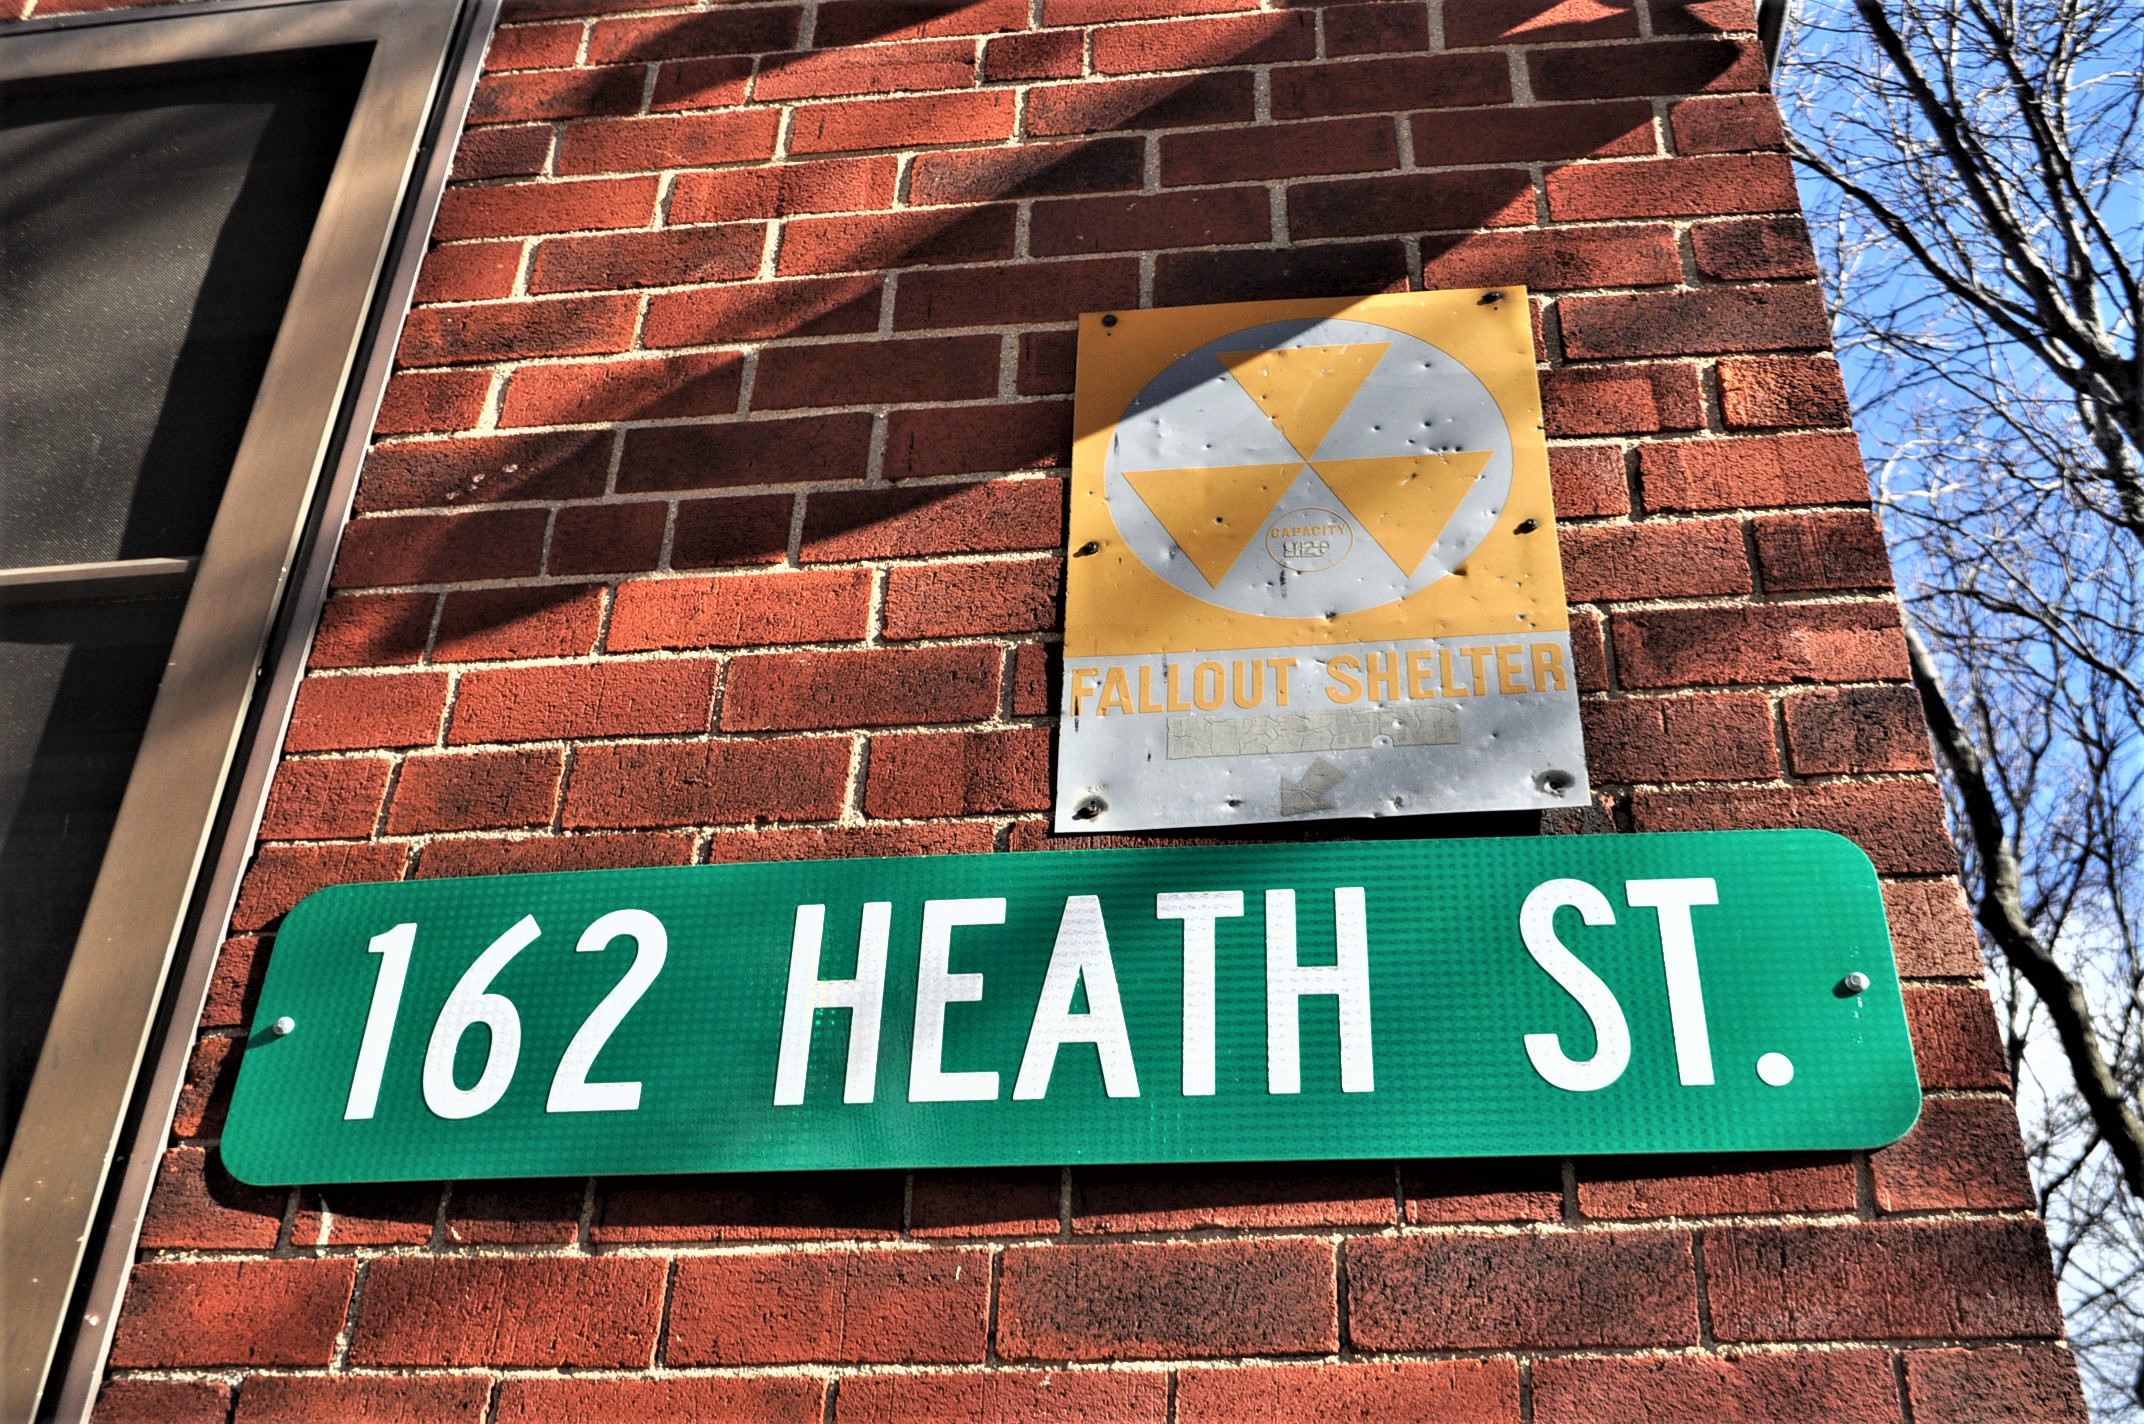 CAPACITY
FALLOUT SHELTER
162 HEATH ST.